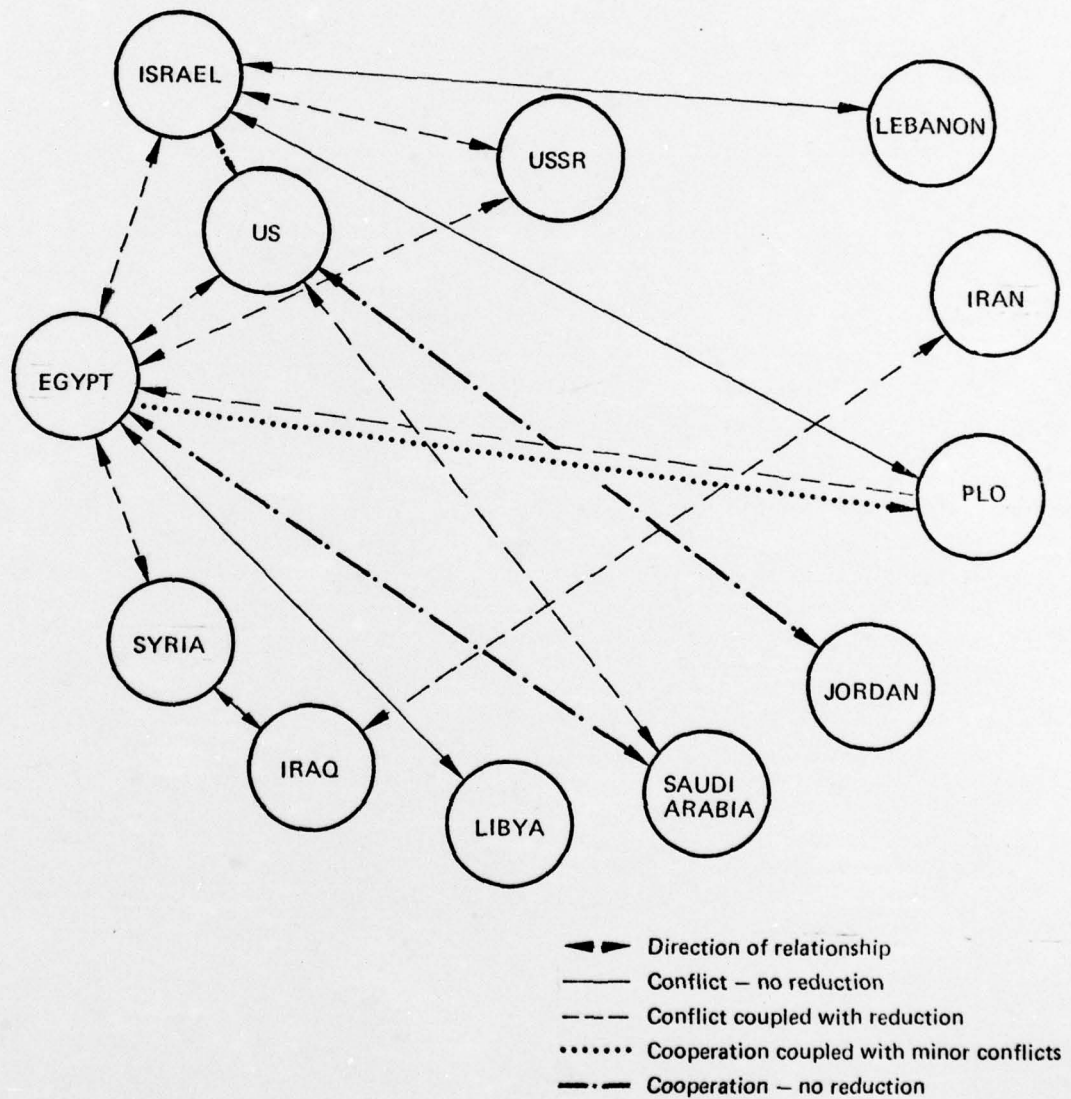 ISRAEL
LEBANON
USSR
US
IRAN
EGYPT
PLO
SYRIA
JORDAN
IRAQ
SAUDI
ARABIA
LIBYA
Direction of relationship
Conflict — no reduction
Conflict coupled with reduction
Cooperation coupled with minor conflicts
Cooperation — no reduction